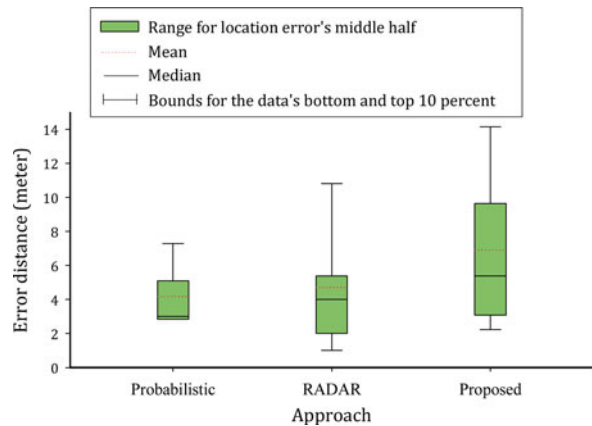 Range for location error's middle half
Mean
Median
Bounds for the data's bottom and top 10 percent
Error distance (meter)
14
12
10
8
6
4
2
0
Probabilistic RADAR Proposed
Approach